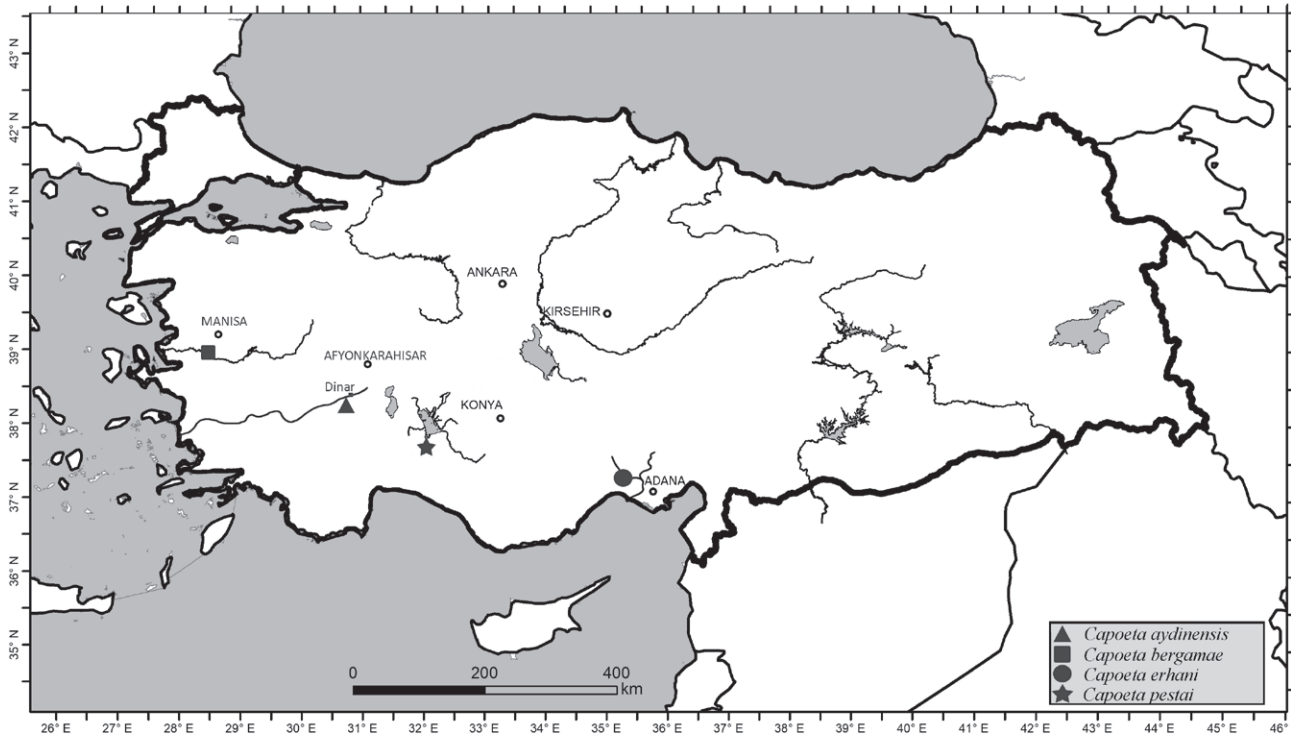 43° N
42° N
41° N
40° N
39° N
38° N
37° N
36° N
35° N
ANKARA
KIRSEHIR
MANISA
AFYONKARAHISAR
Dinar
KONYA
ADANA
0 200 400
km
Capoeta aydinensis
Capoeta bergamae
Capoeta erhani
Capoeta pestai
26° E 27° E 28° E 29° E 30° E 31° E 32° E 33° E 34° E 35° E 36° E 37° E 38° E 39° E 40° E 41° E 42° E 43° E 44° E 45° E 46°